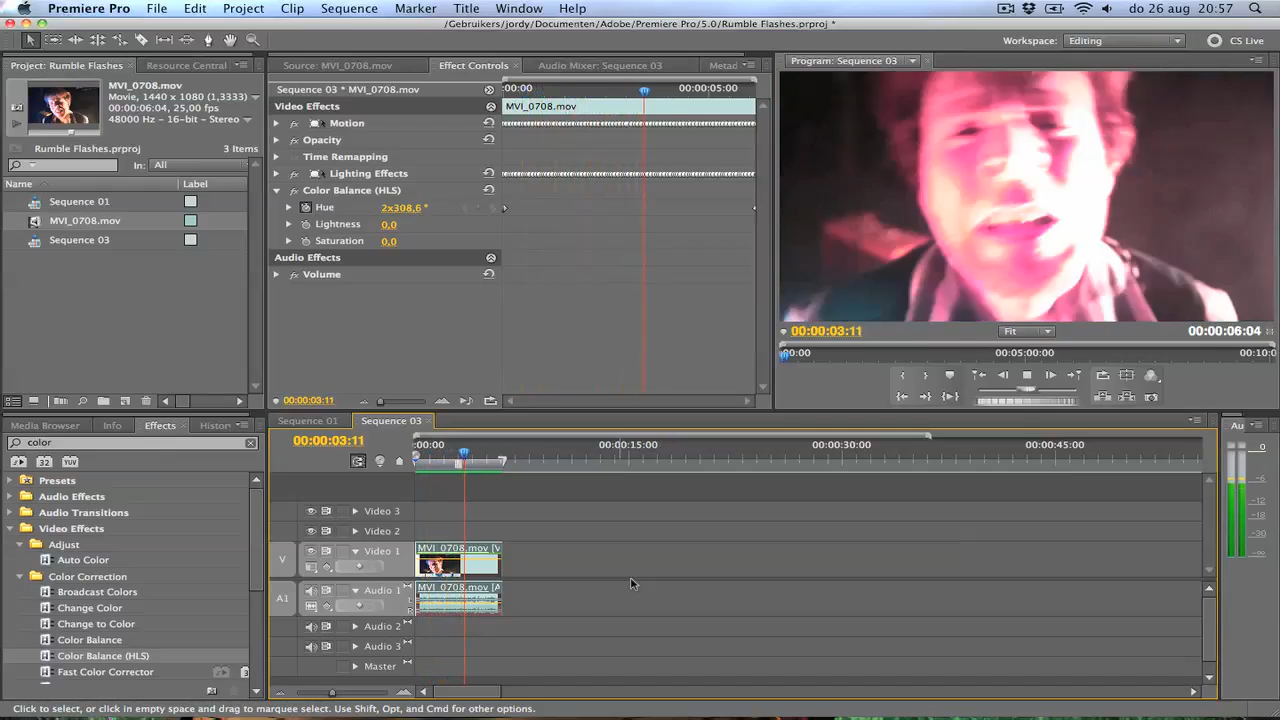 Premiere Pro File Edit Project Clip Sequence Marker Title Window Help do 26 aug 20:57
/Gebruikers/jordy/Documenten/Adobe/Premiere Pro/5.0/Rumble Flashes.prproj *
Workspace: Editing CS Live
Project: Rumble Flashes Resource Central
MVI_0708.mov
Movie, 1440 x 1080 (1,3333)
00:00:06:04, 25,00 fps
48000 Hz - 16-bit - Stereo
Rumble Flashes.prproj 3 Items
In: All
Name Label
Sequence 01
MVI_0708.mov
Sequence 03
Source: MVI_0708.mov Effect Controls Audio Mixer: Sequence 03 Metad
Sequence 03 * MVI_0708.mov :00:00 00:00:05:00
Video Effects MVI_0708.mov
Motion
Opacity
Time Remapping
Lighting Effects
Color Balance (HLS)
Hue 2x308,6 °
Lightness 0,0
Saturation 0,0
Audio Effects
Volume
00:00:03:11
Program: Sequence 03
00:00:03:11 Fit 00:00:06:04
00:00 00:05:00:00 00:10:0
Media Browser Info Effects Histor
color
32 YUV
Presets
Audio Effects
Audio Transitions
Video Effects
Adjust
Auto Color
Color Correction
Broadcast Colors
Change Color
Change to Color
Color Balance
Color Balance (HLS)
Fast Color Corrector
Sequence 01 Sequence 03
00:00:03:11 :00:00 00:00:15:00 00:00:30:00 00:00:45:00
Video 3
Video 2
V Video 1 MVI_0708.mov [V
A1 Audio 1 MVI_0708.mov [A
L
R
Audio 2
Audio 3
Master
Au
0
-6
-12
-18
-30
Click to select, or click in empty space and drag to marquee select. Use Shift, Opt, and Cmd for other options.